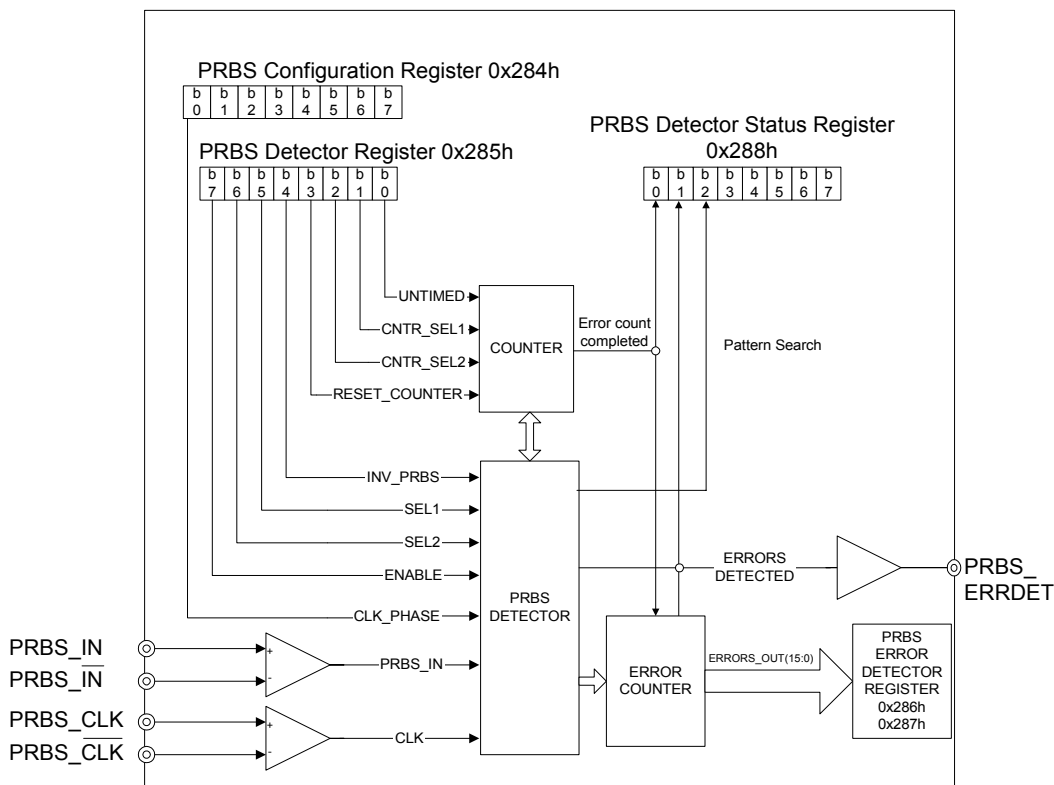 PRBS Configuration Register 0x284h
b b b b b b b b
0 1 2 3 4 5 6 7
PRBS Detector Register 0x285h
b b b b b b b b
7 6 5 4 3 2 1 0
PRBS Detector Status Register
0x288h
b b b b b b b b
0 1 2 3 4 5 6 7
UNTIMED
CNTR_SEL1
CNTR_SEL2
RESET_COUNTER
COUNTER
Error count
completed
Pattern Search
INV_PRBS
SEL1
SEL2
ENABLE
CLK_PHASE
PRBS_IN
CLK
PRBS
DETECTOR
ERRORS
DETECTED
PRBS_
ERRDET
ERROR
COUNTER
ERRORS_OUT(15:0)
PRBS
ERROR
DETECTOR
REGISTER
0x286h
0x287h
PRBS_IN
PRBS_I̅N̅
PRBS_CLK
PRBS_C̅L̅K̅
+
-
+
-